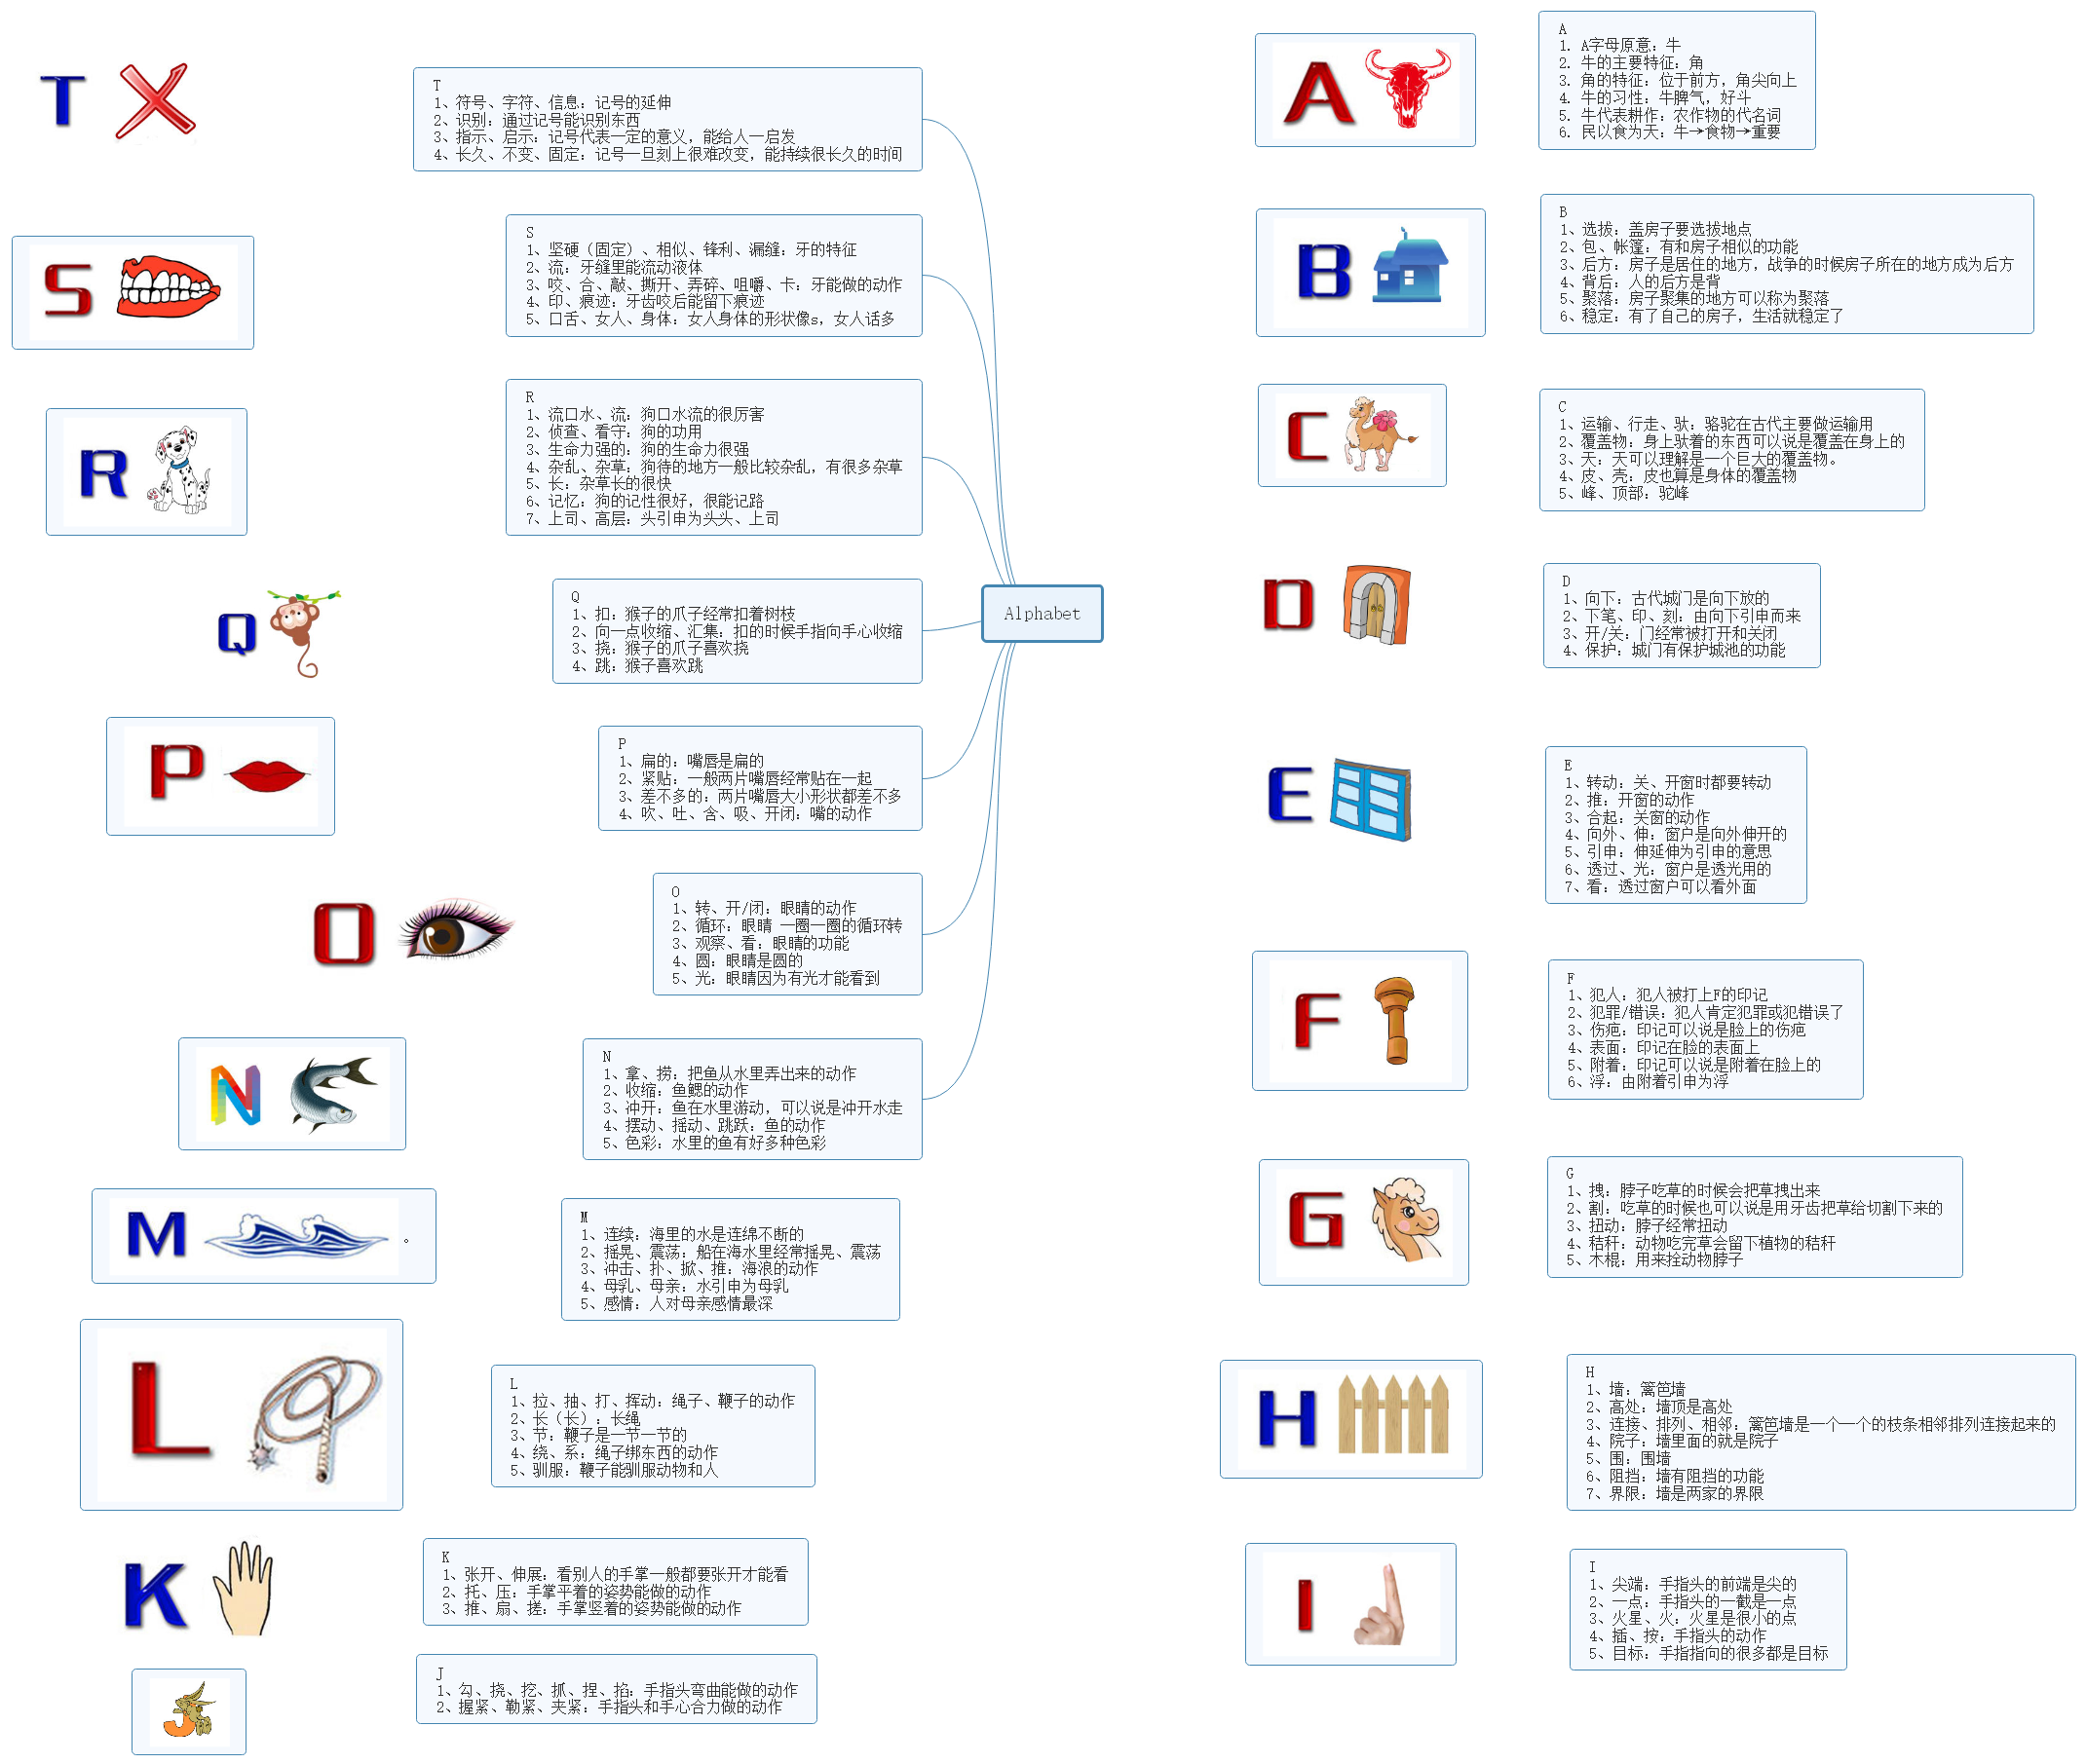 Alphabet
T
T
1、符号、字符、信息：记号的延伸
2、识别：通过记号能识别东西
3、指示、启示：记号代表一定的意义，能给人一启发
4、长久、不变、固定：记号一旦刻上很难改变，能持续很长久的时间
S
S
1、坚硬（固定）、相似、锋利、漏缝：牙的特征
2、流：牙缝里能流动液体
3、咬、合、敲、撕开、弄碎、咀嚼、卡：牙能做的动作
4、印、痕迹：牙齿咬后能留下痕迹
5、口舌、女人、身体：女人身体的形状像s，女人话多
R
R
1、流口水、流：狗口水流的很厉害
2、侦查、看守：狗的功用
3、生命力强的：狗的生命力很强
4、杂乱、杂草：狗待的地方一般比较杂乱，有很多杂草
5、长：杂草长的很快
6、记忆：狗的记性很好，很能记路
7、上司、高层：头引申为头头、上司
Q
Q
1、扣：猴子的爪子经常扣着树枝
2、向一点收缩、汇集：扣的时候手指向手心收缩
3、挠：猴子的爪子喜欢挠
4、跳：猴子喜欢跳
P
P
1、扁的：嘴唇是扁的
2、紧贴：一般两片嘴唇经常贴在一起
3、差不多的：两片嘴唇大小形状都差不多
4、吹、吐、含、吸、开闭：嘴的动作
O
O
1、转、开/闭：眼睛的动作
2、循环：眼睛 一圈一圈的循环转
3、观察、看：眼睛的功能
4、圆：眼睛是圆的
5、光：眼睛因为有光才能看到
N
N
1、拿、捞：把鱼从水里弄出来的动作
2、收缩：鱼鳃的动作
3、冲开：鱼在水里游动，可以说是冲开水走
4、摆动、摇动、跳跃：鱼的动作
5、色彩：水里的鱼有好多种色彩
M 。
M
1、连续：海里的水是连绵不断的
2、摇晃、震荡：船在海水里经常摇晃、震荡
3、冲击、扑、掀、推：海浪的动作
4、母乳、母亲：水引申为母乳
5、感情：人对母亲感情最深
L
L
1、拉、抽、打、挥动：绳子、鞭子的动作
2、长（长）：长绳
3、节：鞭子是一节一节的
4、绕、系：绳子绑东西的动作
5、驯服：鞭子能驯服动物和人
K
K
1、张开、伸展：看别人的手掌一般都要张开才能看
2、托、压：手掌平着的姿势能做的动作
3、推、扇、搓：手掌竖着的姿势能做的动作
J
J
1、勾、挠、挖、抓、捏、掐：手指头弯曲能做的动作
2、握紧、勒紧、夹紧：手指头和手心合力做的动作
A
A
1. A字母原意：牛
2. 牛的主要特征：角
3. 角的特征：位于前方，角尖向上
4. 牛的习性：牛脾气，好斗
5. 牛代表耕作：农作物的代名词
6. 民以食为天：牛→食物→重要
B
B
1、选拔：盖房子要选拔地点
2、包、帐篷：有和房子相似的功能
3、后方：房子是居住的地方，战争的时候房子所在的地方成为后方
4、背后：人的后方是背
5、聚落：房子聚集的地方可以称为聚落
6、稳定：有了自己的房子，生活就稳定了
C
C
1、运输、行走、驮：骆驼在古代主要做运输用
2、覆盖物：身上驮着的东西可以说是覆盖在身上的
3、天：天可以理解是一个巨大的覆盖物。
4、皮、壳：皮也算是身体的覆盖物
5、峰、顶部：驼峰
D
D
1、向下：古代城门是向下放的
2、下笔、印、刻：由向下引申而来
3、开/关：门经常被打开和关闭
4、保护：城门有保护城池的功能
E
E
1、转动：关、开窗时都要转动
2、推：开窗的动作
3、合起：关窗的动作
4、向外、伸：窗户是向外伸开的
5、引申：伸延伸为引申的意思
6、透过、光：窗户是透光用的
7、看：透过窗户可以看外面
F
F
1、犯人：犯人被打上F的印记
2、犯罪/错误：犯人肯定犯罪或犯错误了
3、伤疤：印记可以说是脸上的伤疤
4、表面：印记在脸的表面上
5、附着：印记可以说是附着在脸上的
6、浮：由附着引申为浮
G
G
1、拽：脖子吃草的时候会把草拽出来
2、割：吃草的时候也可以说是用牙齿把草给切割下来的
3、扭动：脖子经常扭动
4、秸秆：动物吃完草会留下植物的秸秆
5、木棍：用来拴动物脖子
H
H
1、墙：篱笆墙
2、高处：墙顶是高处
3、连接、排列、相邻：篱笆墙是一个一个的枝条相邻排列连接起来的
4、院子：墙里面的就是院子
5、围：围墙
6、阻挡：墙有阻挡的功能
7、界限：墙是两家的界限
I
I
1、尖端：手指头的前端是尖的
2、一点：手指头的一截是一点
3、火星、火：火星是很小的点
4、插、按：手指头的动作
5、目标：手指指向的很多都是目标